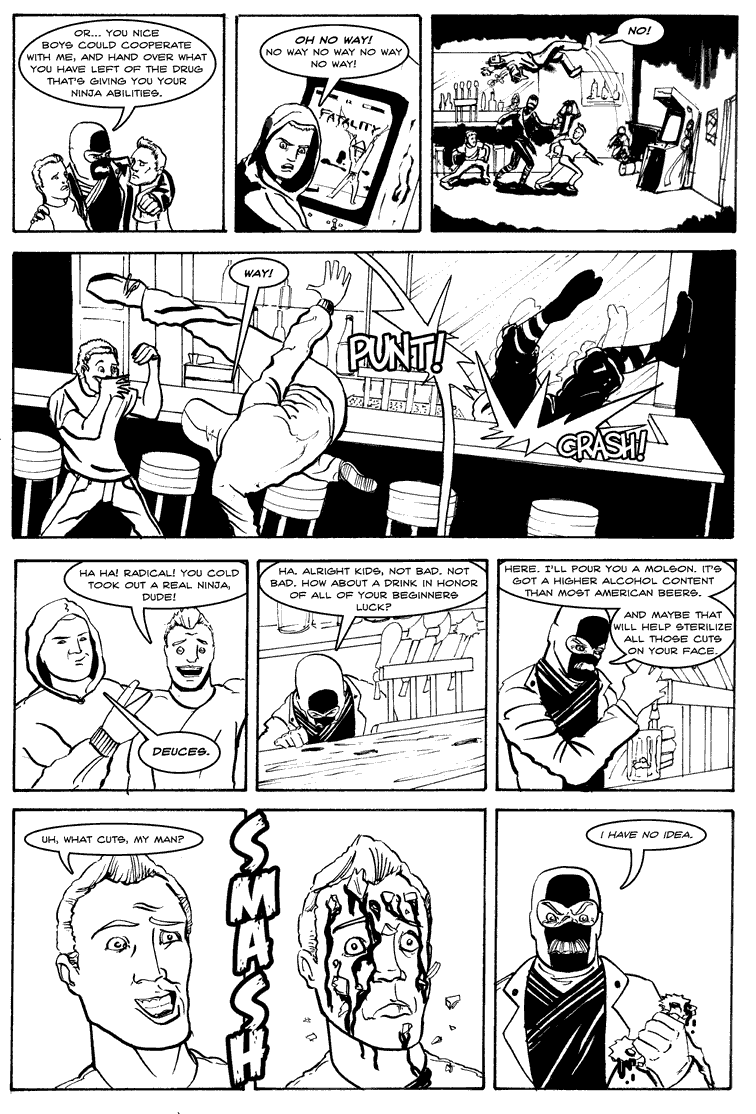 OR... YOU NICE
BOYS COULD COOPERATE
WITH ME, AND HAND OVER WHAT
YOU HAVE LEFT OF THE DRUG
THAT'S GIVING YOU YOUR
NINJA ABILITIES.
OH NO WAY!
NO WAY NO WAY NO WAY
NO WAY!
FATALITY
NO!
WAY!
PUNT!
CRASH!
HA HA! RADICAL! YOU COLD
TOOK OUT A REAL NINJA,
DUDE!
DEUCES.
HA. ALRIGHT KIDS, NOT BAD. NOT
BAD. HOW ABOUT A DRINK IN HONOR
OF ALL OF YOUR BEGINNERS
LUCK?
HERE. I'LL POUR YOU A MOLSON. IT'S
GOT A HIGHER ALCOHOL CONTENT
THAN MOST AMERICAN BEERS.
AND MAYBE THAT
WILL HELP STERILIZE
ALL THOSE CUTS
ON YOUR FACE.
UH, WHAT CUTS, MY MAN?
SMASH
I HAVE NO IDEA.